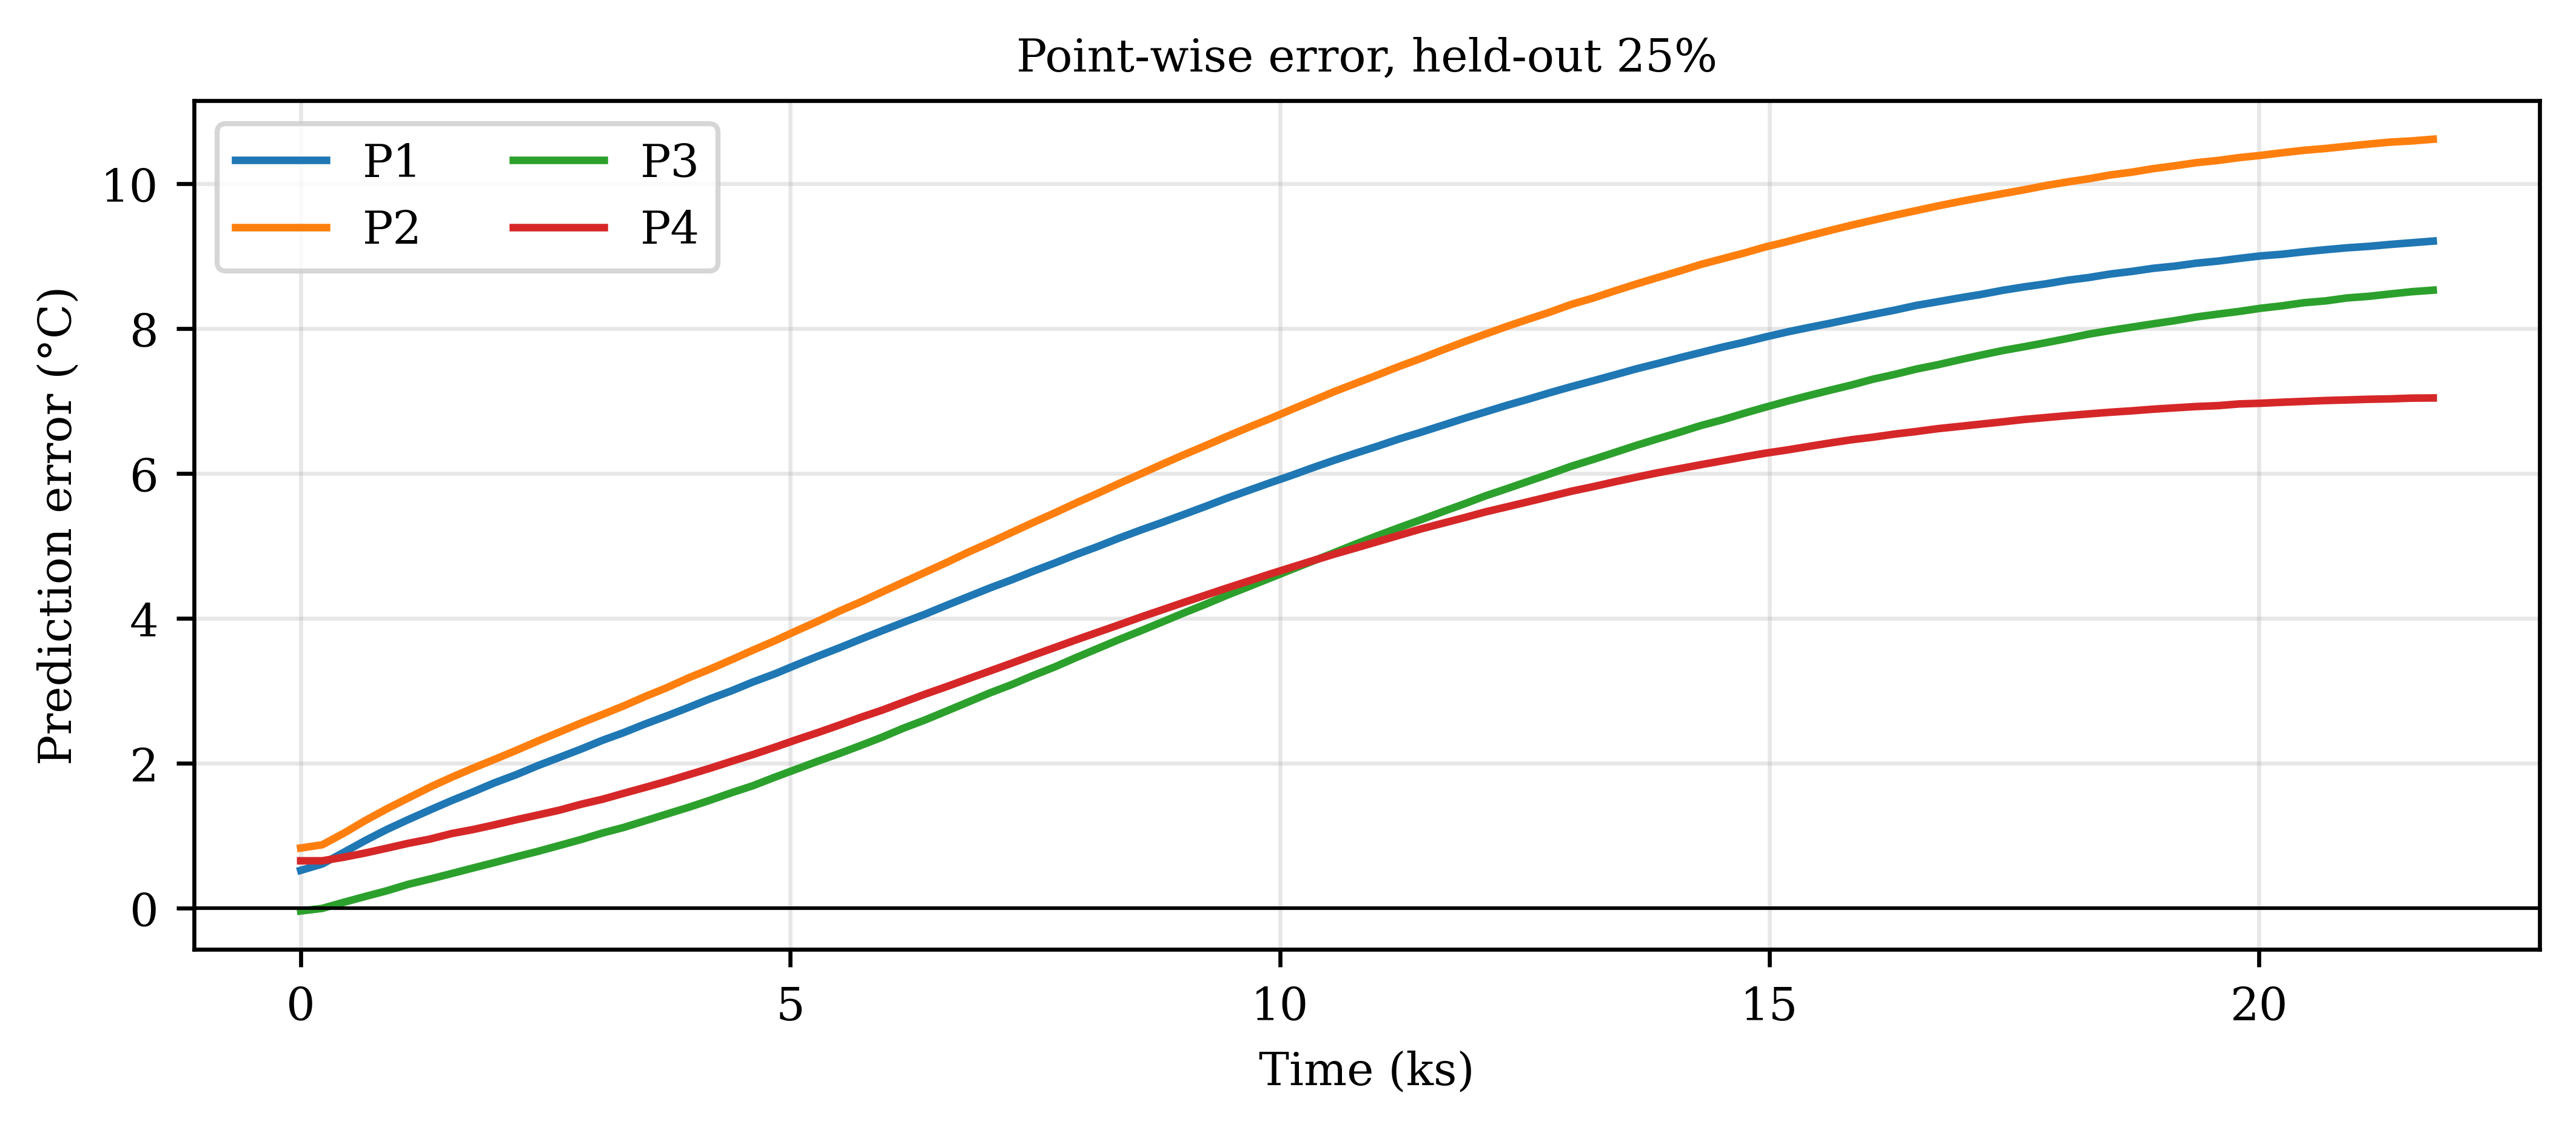 Point-wise error, held-out 25%
P1
P2
P3
P4
Prediction error (°C)
10
8
6
4
2
0
0 5 10 15 20
Time (ks)